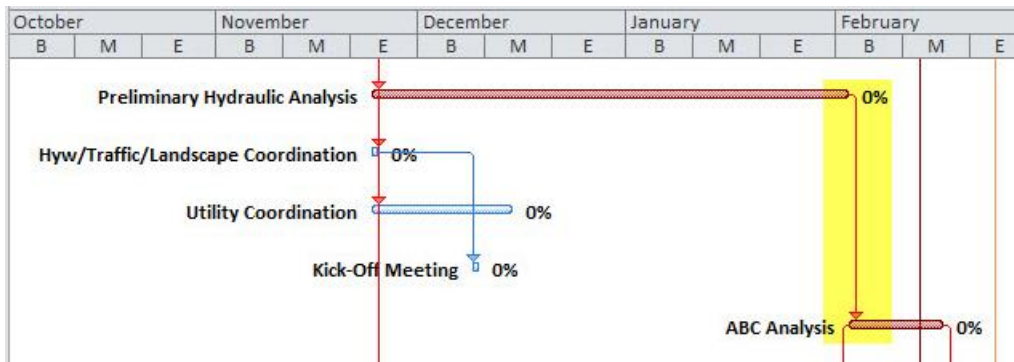 October November December January February
B M E B M E B M E B M E B M E
Preliminary Hydraulic Analysis 0%
Hyw/Traffic/Landscape Coordination 0%
Utility Coordination 0%
Kick-Off Meeting 0%
ABC Analysis 0%